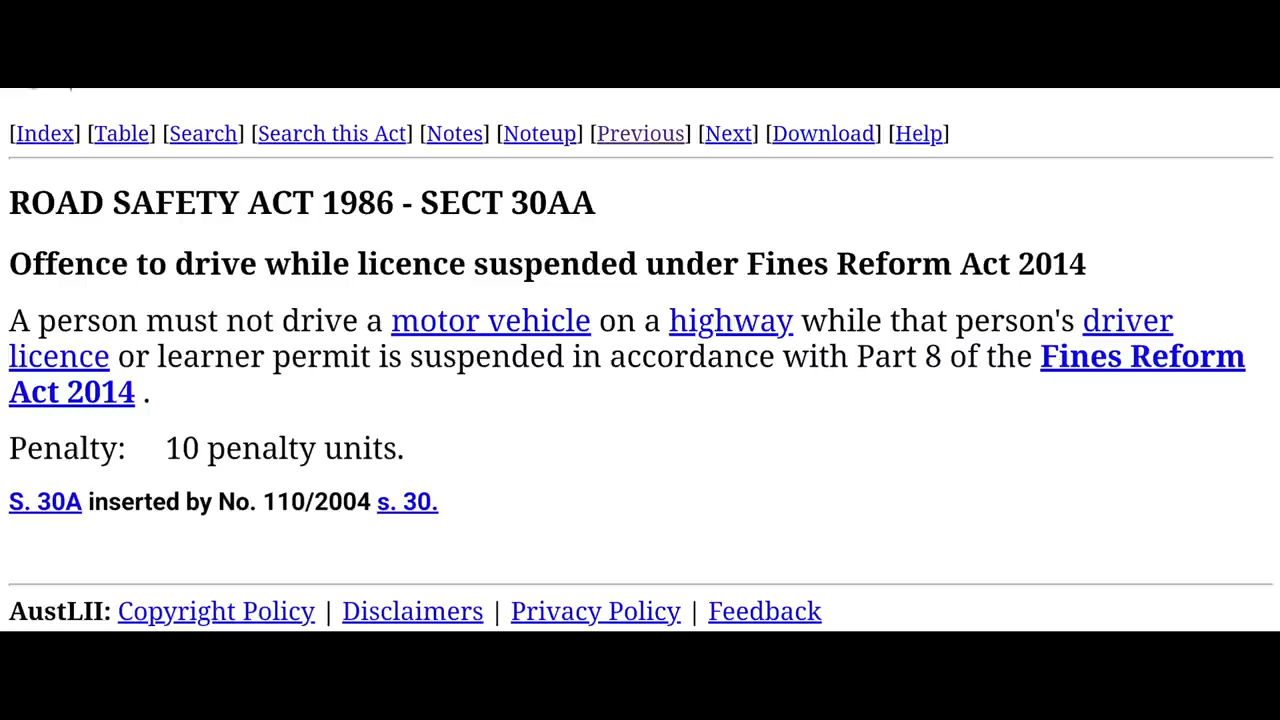 [Index] [Table] [Search] [Search this Act] [Notes] [Noteup] [Previous] [Next] [Download] [Help]
ROAD SAFETY ACT 1986 - SECT 30AA
Offence to drive while licence suspended under Fines Reform Act 2014
A person must not drive a motor vehicle on a highway while that person's driver
licence or learner permit is suspended in accordance with Part 8 of the Fines Reform
Act 2014 .
Penalty: 10 penalty units.
S. 30A inserted by No. 110/2004 s. 30.
AustLII: Copyright Policy | Disclaimers | Privacy Policy | Feedback